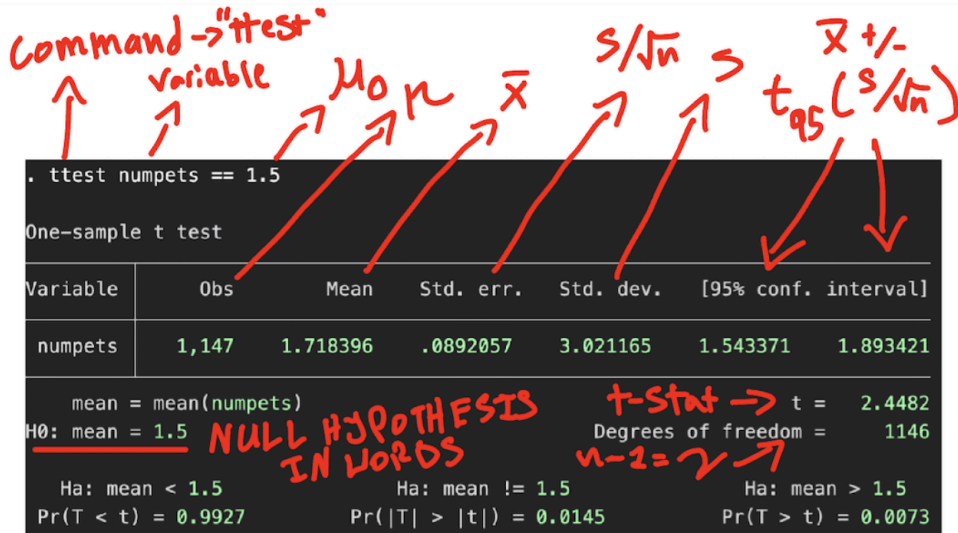 command → "ttest"
variable
μ₀
n
x̄
s/√n
s
x̄ +/-
t₉₅ (s/√n)
. ttest numpets == 1.5
One-sample t test
Variable Obs Mean Std. err. Std. dev. [95% conf. interval]
numpets 1,147 1.718396 .0892057 3.021165 1.543371 1.893421
mean = mean(numpets) t-stat → t = 2.4482
H0: mean = 1.5 NULL HYPOTHESIS Degrees of freedom = 1146
IN WORDS n-1=ν
Ha: mean < 1.5 Ha: mean != 1.5 Ha: mean > 1.5
Pr(T < t) = 0.9927 Pr(|T| > |t|) = 0.0145 Pr(T > t) = 0.0073